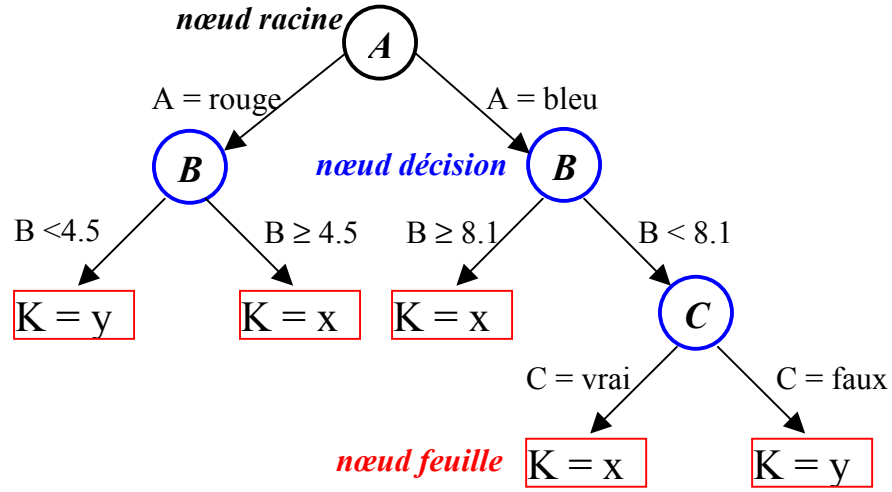 nœud racine
A
A = rouge
A = bleu
B
nœud décision
B
B <4.5
B ≥ 4.5
B ≥ 8.1
B < 8.1
K = y
K = x
K = x
C
C = vrai
C = faux
nœud feuille
K = x
K = y